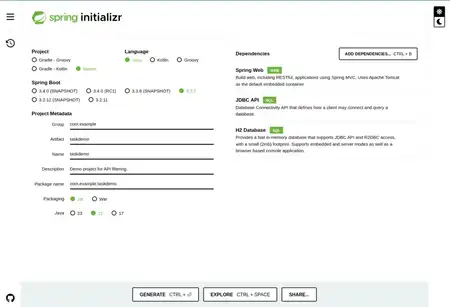 spring initializr
Project
Gradle - Groovy
Gradle - Kotlin Maven
Language
Java Kotlin Groovy
Spring Boot
3.4.0 (SNAPSHOT) 3.4.0 (RC1) 3.3.6 (SNAPSHOT) 3.3.5
3.2.12 (SNAPSHOT) 3.2.11
Project Metadata
Group com.example
Artifact taskdemo
Name taskdemo
Description Demo project for API filtering.
Package name com.example.taskdemo
Packaging Jar War
Java 23 21 17
Dependencies
ADD DEPENDENCIES... CTRL + B
Spring Web WEB
Build web, including RESTful, applications using Spring MVC. Uses Apache Tomcat
as the default embedded container.
JDBC API SQL
Database Connectivity API that defines how a client may connect and query a
database.
H2 Database SQL
Provides a fast in-memory database that supports JDBC API and R2DBC access,
with a small (2mb) footprint. Supports embedded and server modes as well as a
browser based console application.
GENERATE CTRL + ⏎
EXPLORE CTRL + SPACE
SHARE...